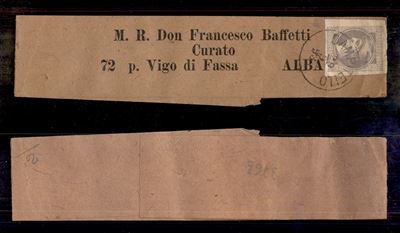 M. R. Don Francesco Baffetti
Curato
72 p. Vigo di Fassa ALBA